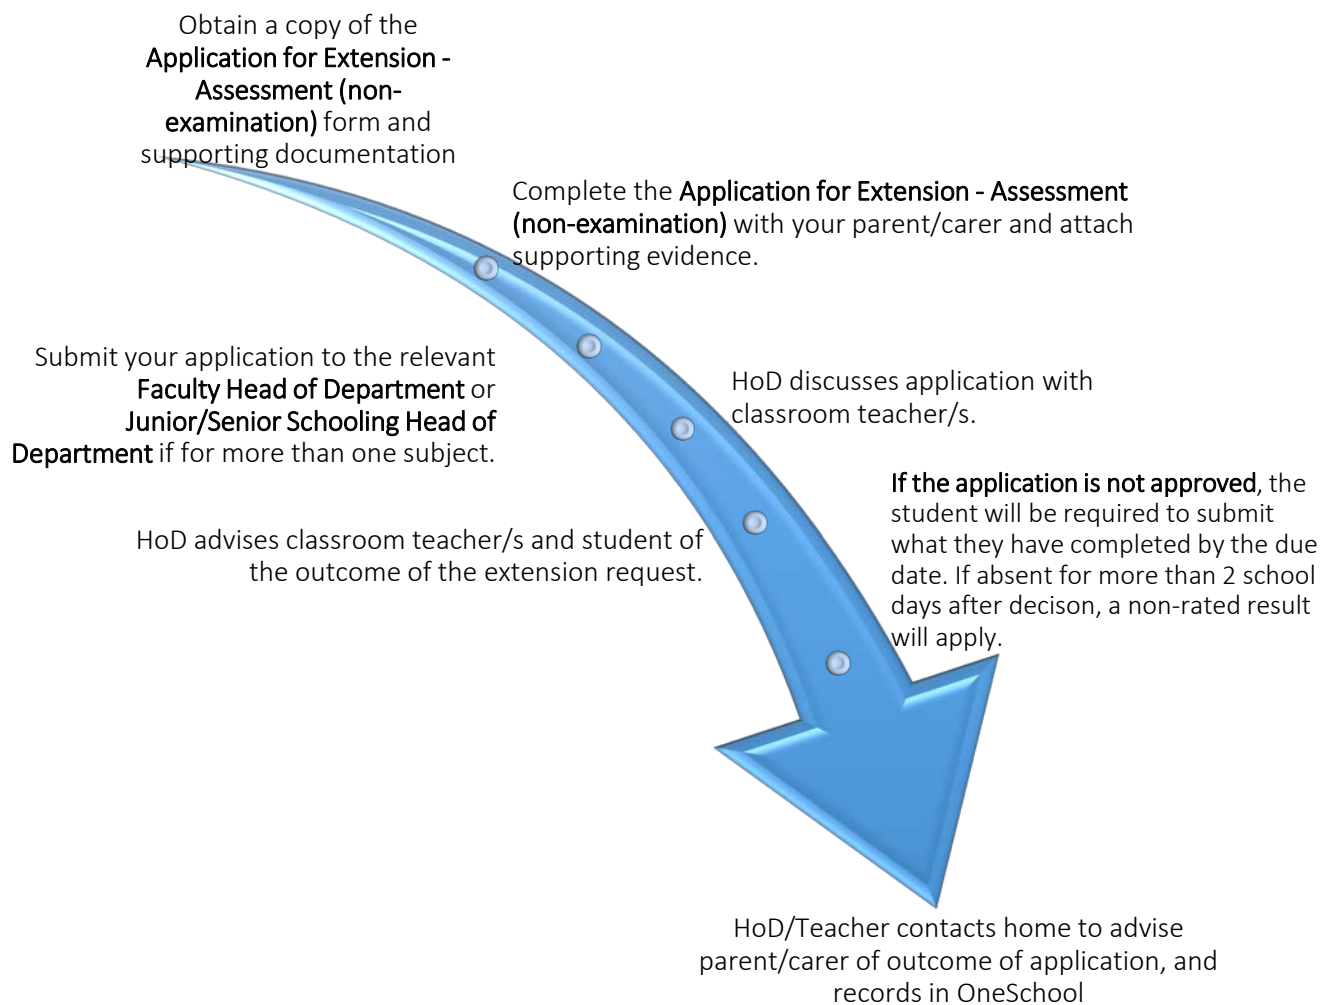 Obtain a copy of the
Application for Extension -
Assessment (non-
examination) form and
supporting documentation
Complete the Application for Extension - Assessment
(non-examination) with your parent/carer and attach
supporting evidence.
Submit your application to the relevant
Faculty Head of Department or
Junior/Senior Schooling Head of
Department if for more than one subject.
HoD discusses application with
classroom teacher/s.
HoD advises classroom teacher/s and student of
the outcome of the extension request.
If the application is not approved, the
student will be required to submit
what they have completed by the due
date. If absent for more than 2 school
days after decison, a non-rated result
will apply.
HoD/Teacher contacts home to advise
parent/carer of outcome of application, and
records in OneSchool